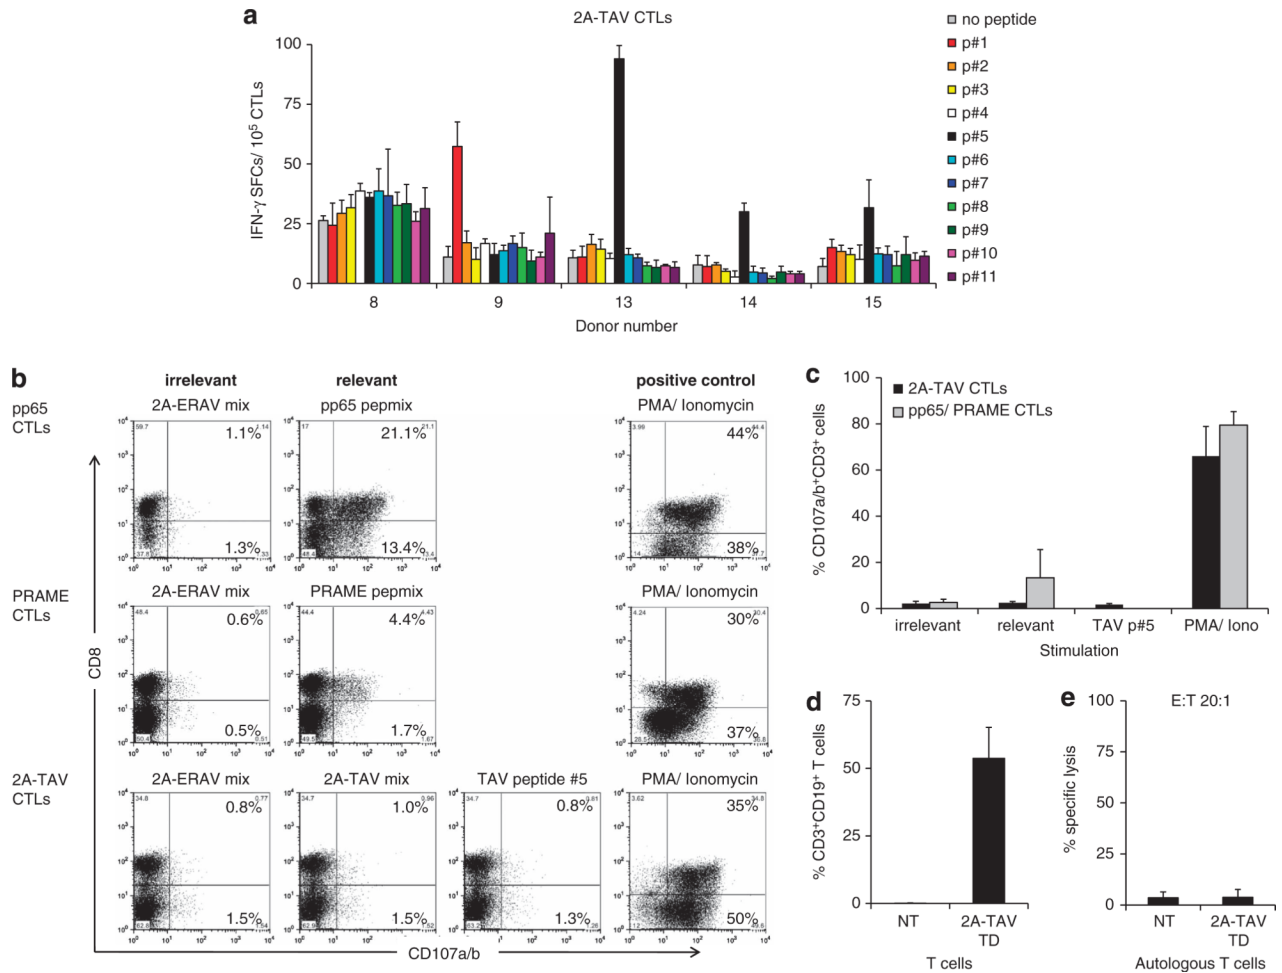 a
2A-TAV CTLs
IFN-γ SFCs/ 10⁵ CTLs
100
75
50
25
0
8
9
13
14
15
Donor number
no peptide
p#1
p#2
p#3
p#4
p#5
p#6
p#7
p#8
p#9
p#10
p#11
b
irrelevant
relevant
positive control
pp65
CTLs
2A-ERAV mix
pp65 pepmix
PMA/ Ionomycin
1.1%
21.1%
44%
1.3%
13.4%
38%
PRAME
CTLs
2A-ERAV mix
PRAME pepmix
PMA/ Ionomycin
0.6%
4.4%
30%
0.5%
1.7%
37%
2A-TAV
CTLs
2A-ERAV mix
2A-TAV mix
TAV peptide #5
PMA/ Ionomycin
0.8%
1.0%
0.8%
35%
1.5%
1.5%
1.3%
50%
CD8
CD107a/b
c
% CD107a/b⁺CD3⁺ cells
100
80
60
40
20
0
2A-TAV CTLs
pp65/ PRAME CTLs
irrelevant
relevant
TAV p#5
PMA/ Iono
Stimulation
d
% CD3⁺CD19⁺ T cells
75
50
25
0
NT
2A-TAV
TD
T cells
e
E:T 20:1
% specific lysis
100
75
50
25
0
NT
2A-TAV
TD
Autologous T cells